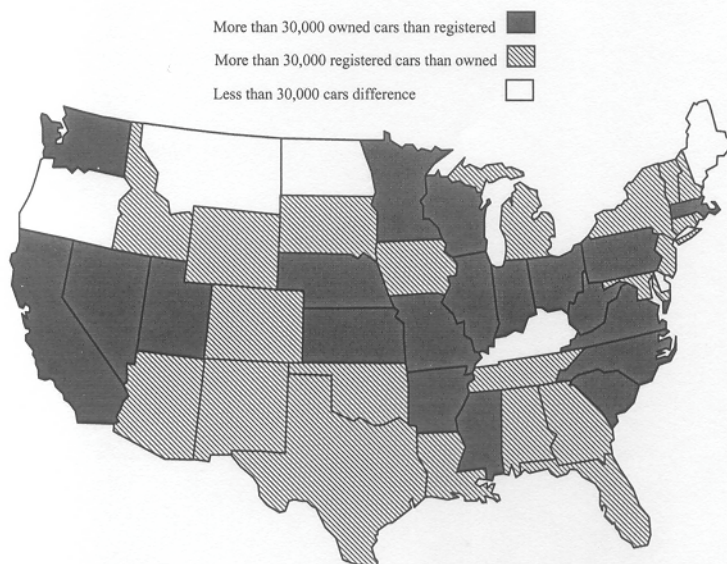 More than 30,000 owned cars than registered
More than 30,000 registered cars than owned
Less than 30,000 cars difference